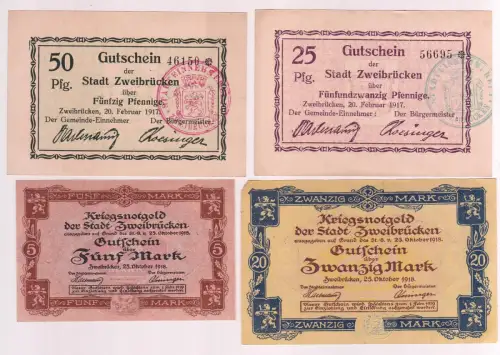 50 Gutschein 46150
der
Pfg. Stadt Zweibrücken
über
Fünfzig Pfennige.
Zweibrücken, 20. Februar 1917.
Der Gemeinde-Einnehmer Der Bürgermeister:
25 Gutschein 56695
der
Pfg. Stadt Zweibrücken
über
Fünfundzwanzig Pfennige.
Zweibrücken, 20. Februar 1917.
Der Gemeinde-Einnehmer: Der Bürgermeister:
FÜNF MARK
Kriegsnotgeld
der Stadt Zweibrücken
Gutschein
über
5 Fünf Mark 5
Zweibrücken, 25. Oktober 1918.
FÜNF MARK
ZWANZIG MARK
Kriegsnotgeld
der Stadt Zweibrücken
Gutschein
über
20 Zwanzig Mark 20
Zweibrücken, 25. Oktober 1918.
ZWANZIG MARK